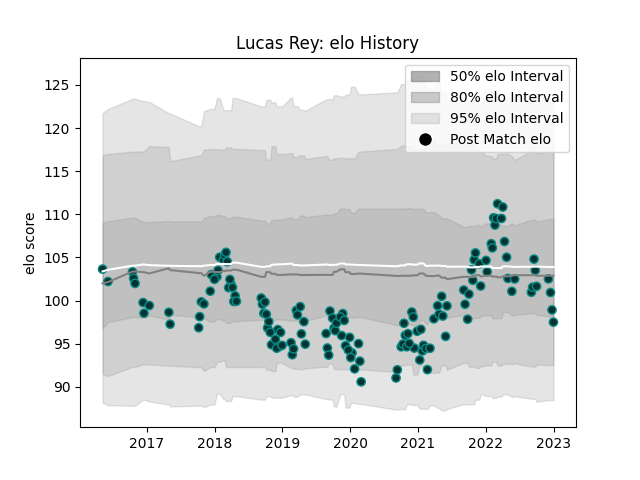 Lucas Rey: elo History
50% elo Interval
80% elo Interval
95% elo Interval
Post Match elo
elo score
125
120
115
110
105
100
95
90
2017
2018
2019
2020
2021
2022
2023